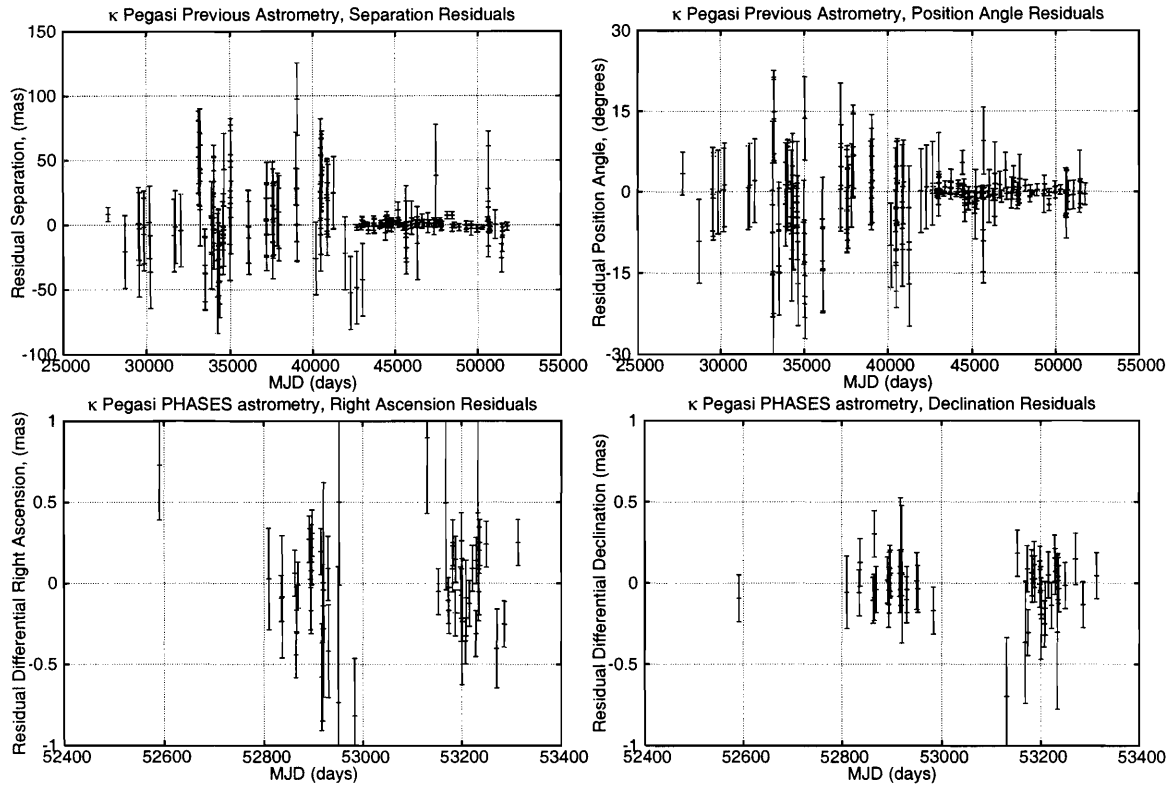 κ Pegasi Previous Astrometry, Separation Residuals
150
100
50
0
-50
-100
Residual Separation, (mas)
25000 30000 35000 40000 45000 50000 55000
MJD (days)
κ Pegasi Previous Astrometry, Position Angle Residuals
30
15
0
-15
-30
Residual Position Angle, (degrees)
25000 30000 35000 40000 45000 50000 55000
MJD (days)
κ Pegasi PHASES astrometry, Right Ascension Residuals
1
0.5
0
-0.5
-1
Residual Differential Right Ascension, (mas)
52400 52600 52800 53000 53200 53400
MJD (days)
κ Pegasi PHASES astrometry, Declination Residuals
1
0.5
0
-0.5
-1
Residual Differential Declination (mas)
52400 52600 52800 53000 53200 53400
MJD (days)